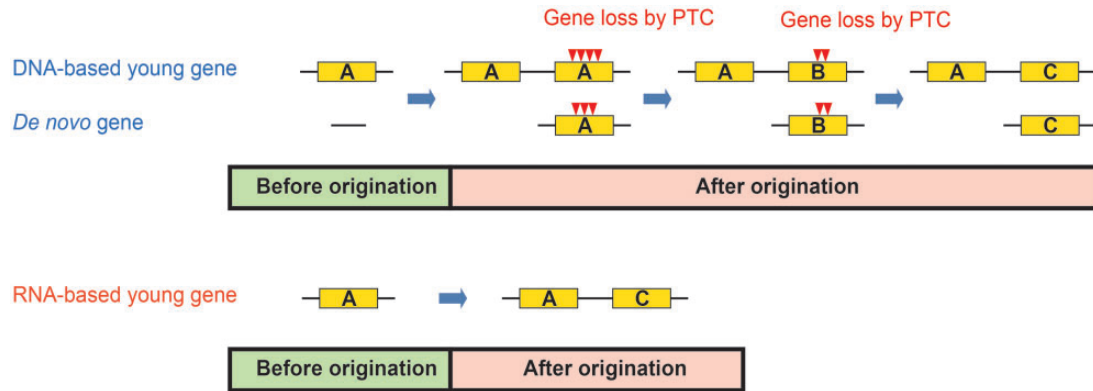 Gene loss by PTC Gene loss by PTC
DNA-based young gene A A A A B A C
De novo gene A B C
Before origination After origination
RNA-based young gene A A C
Before origination After origination